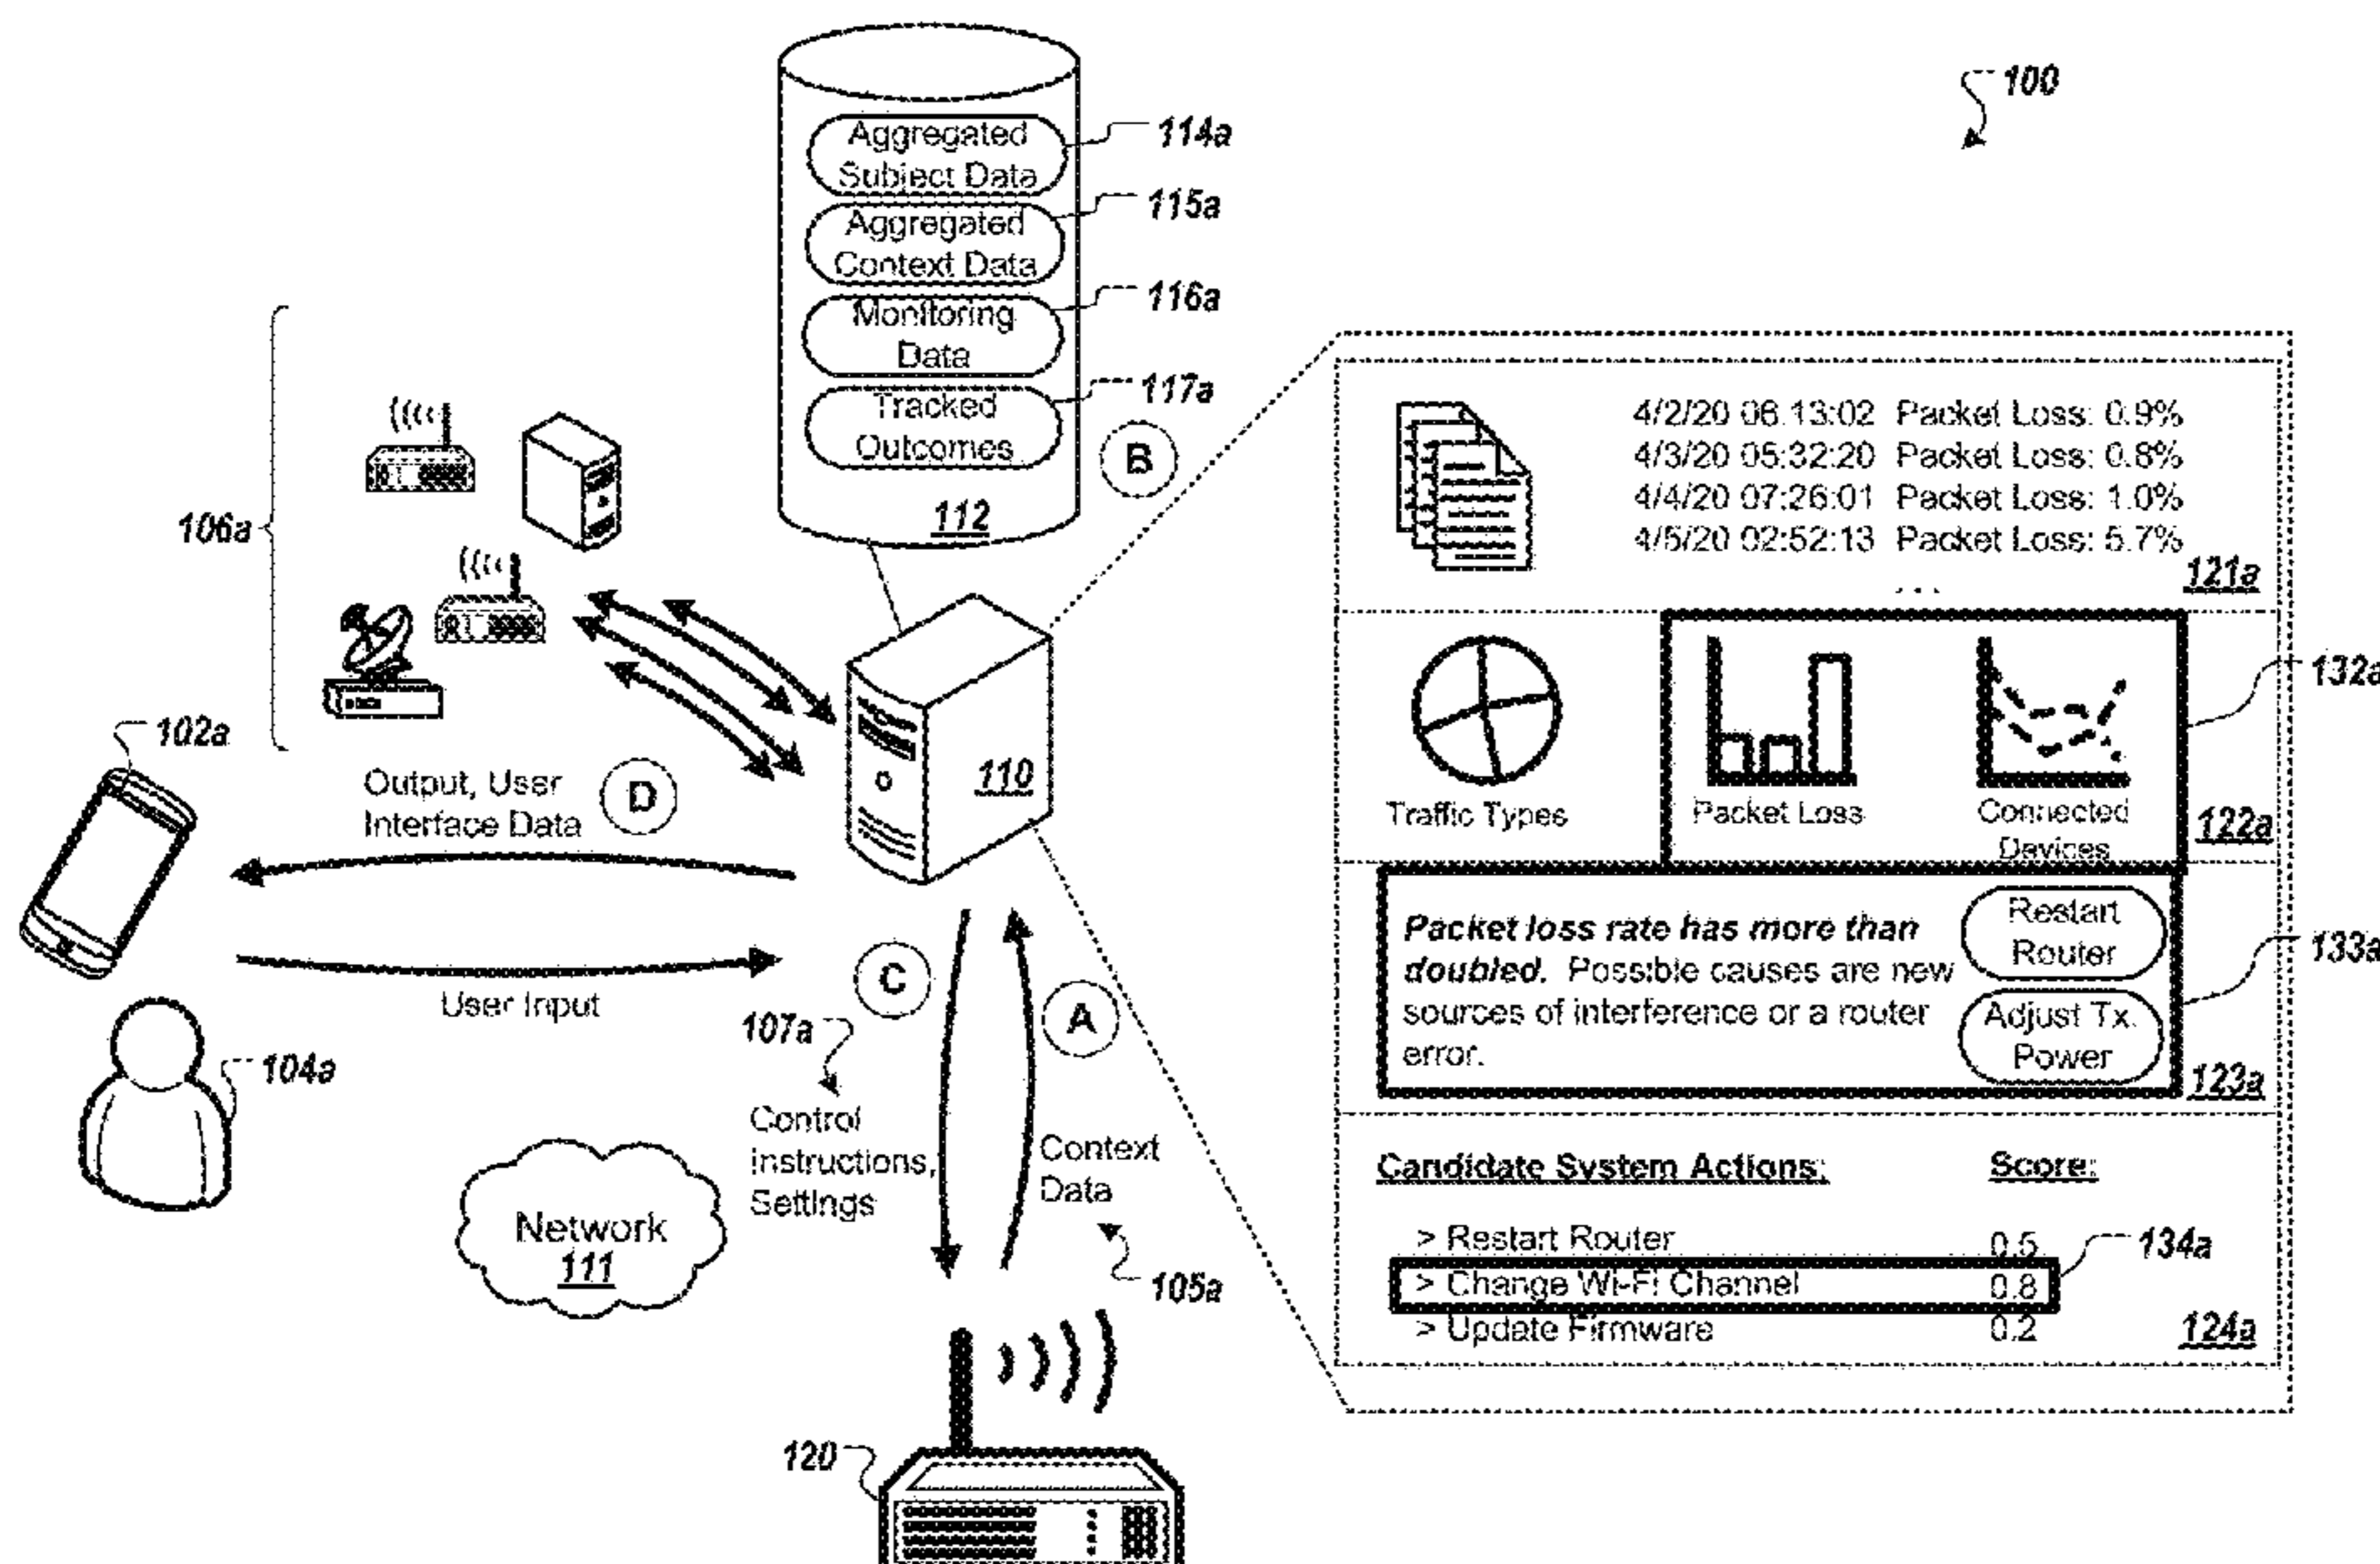 100
Aggregated
Subject Data
114a
Aggregated
Context Data
115a
Monitoring
Data
116a
Tracked
Outcomes
117a
B
112
106a
102a
Output, User
Interface Data
D
110
User Input
104a
C
A
107a
Control
Instructions,
Settings
Context
Data
105a
Network
111
120
4/2/20 06:13:02 Packet Loss: 0.9%
4/3/20 05:32:20 Packet Loss: 0.8%
4/4/20 07:26:01 Packet Loss: 1.0%
4/5/20 02:52:13 Packet Loss: 5.7%
. . .
121a
Traffic Types
Packet Loss
Connected
Devices
122a
132a
Packet loss rate has more than
doubled. Possible causes are new
sources of interference or a router
error.
Restart
Router
Adjust Tx.
Power
133a
123a
Candidate System Actions: Score:
> Restart Router 0.5
> Change Wi-Fi Channel 0.8
> Update Firmware 0.2
134a
124a